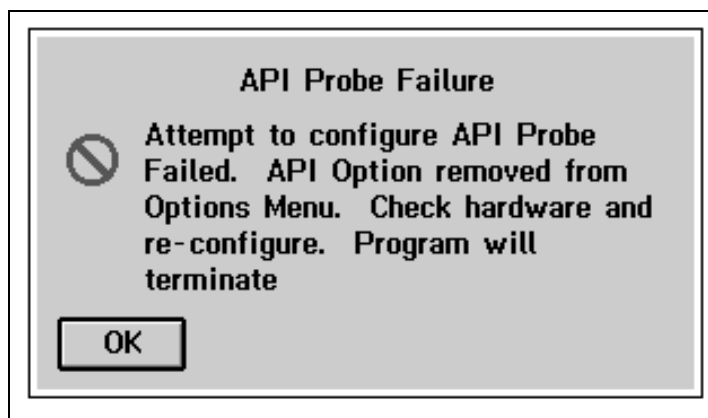 API Probe Failure
Attempt to configure API Probe
Failed.  API Option removed from
Options Menu.  Check hardware and
re-configure.  Program will
terminate
OK